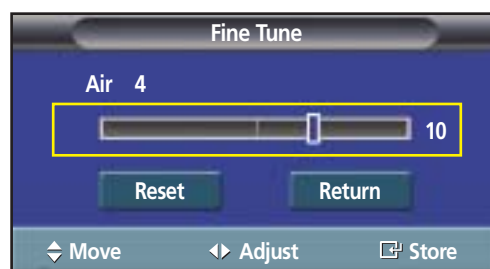 Fine Tune
Air 4
10
Reset Return
Move Adjust Store